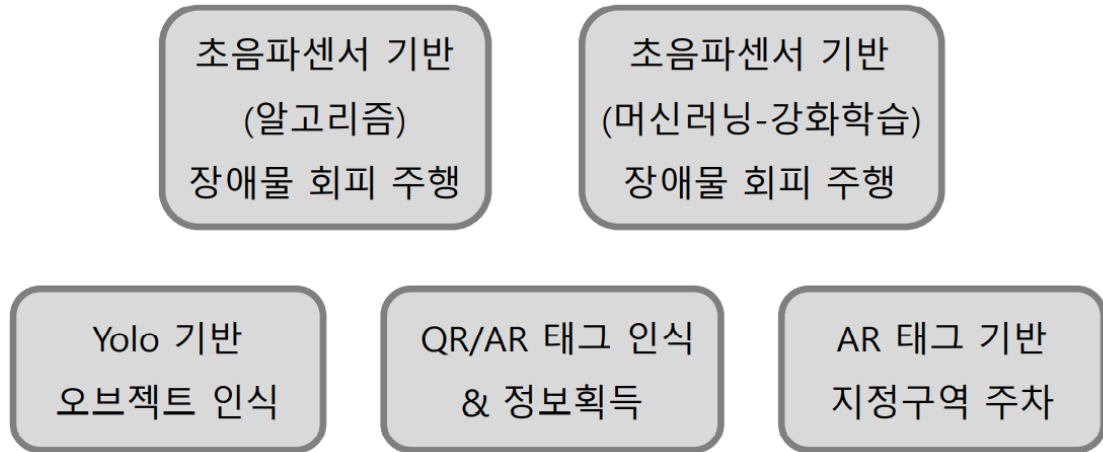 초음파센서 기반
(알고리즘)
장애물 회피 주행
초음파센서 기반
(머신러닝-강화학습)
장애물 회피 주행
Yolo 기반
오브젝트 인식
QR/AR 태그 인식
& 정보획득
AR 태그 기반
지정구역 주차